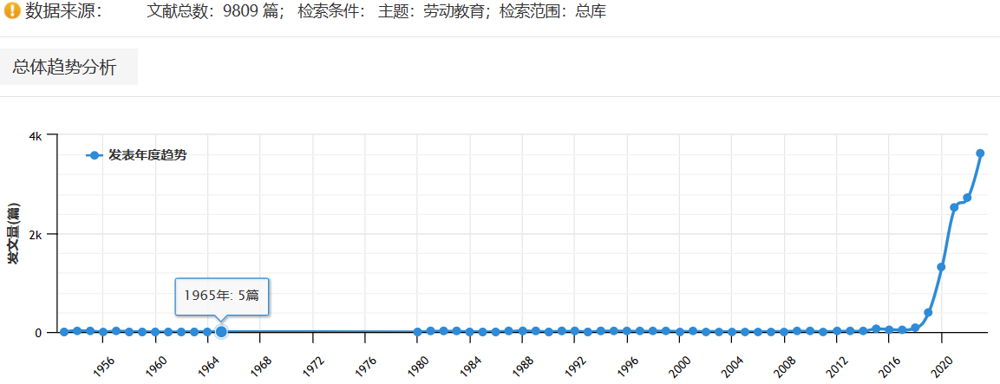 数据来源： 文献总数：9809 篇； 检索条件： 主题：劳动教育；检索范围：总库
总体趋势分析
4k
发表年度趋势
发文量(篇)
2k
1965年: 5篇
0
1956 1960 1964 1968 1972 1976 1980 1984 1988 1992 1996 2000 2004 2008 2012 2016 2020